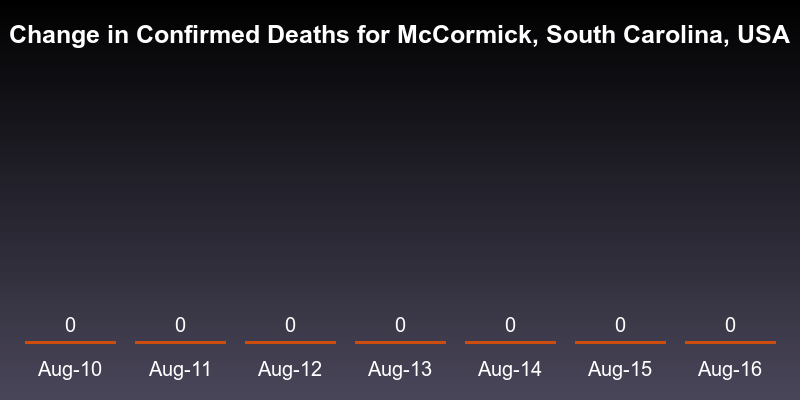 Change in Confirmed Deaths for McCormick, South Carolina, USA
0 0 0 0 0 0 0
Aug-10 Aug-11 Aug-12 Aug-13 Aug-14 Aug-15 Aug-16